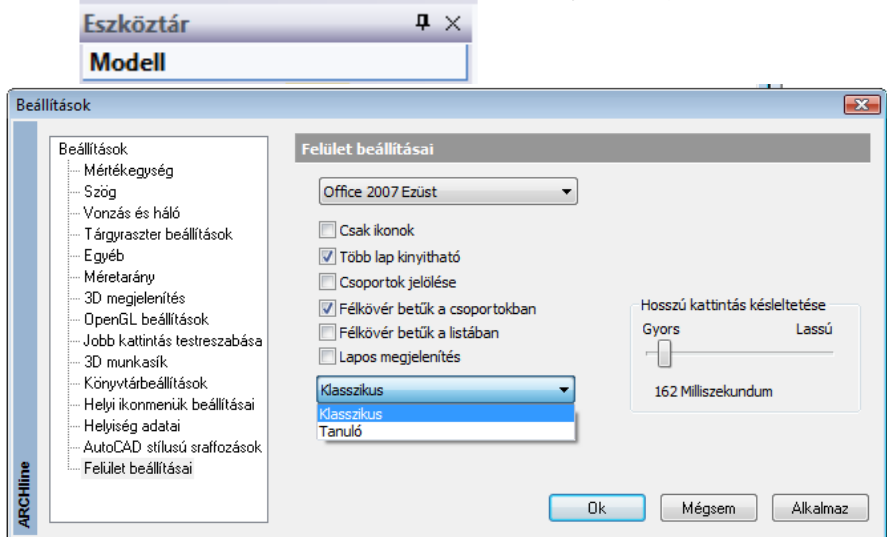 Eszköztár
Modell
Beállítások
Beállítások
Mértékegység
Szög
Vonzás és háló
Tárgyraszter beállítások
Egyéb
Méretarány
3D megjelenítés
OpenGL beállítások
Jobb kattintás testreszabása
3D munkasík
Könyvtárbeállítások
Helyi ikonmenük beállításai
Helyiség adatai
AutoCAD stílusú sraffozások
Felület beállításai
ARCHline
Felület beállításai
Office 2007 Ezüst
Csak ikonok
Több lap kinyitható
Csoportok jelölése
Félkövér betűk a csoportokban
Félkövér betűk a listában
Lapos megjelenítés
Klasszikus
Klasszikus
Tanuló
Hosszú kattintás késleltetése
Gyors Lassú
162 Milliszekundum
Ok Mégsem Alkalmaz